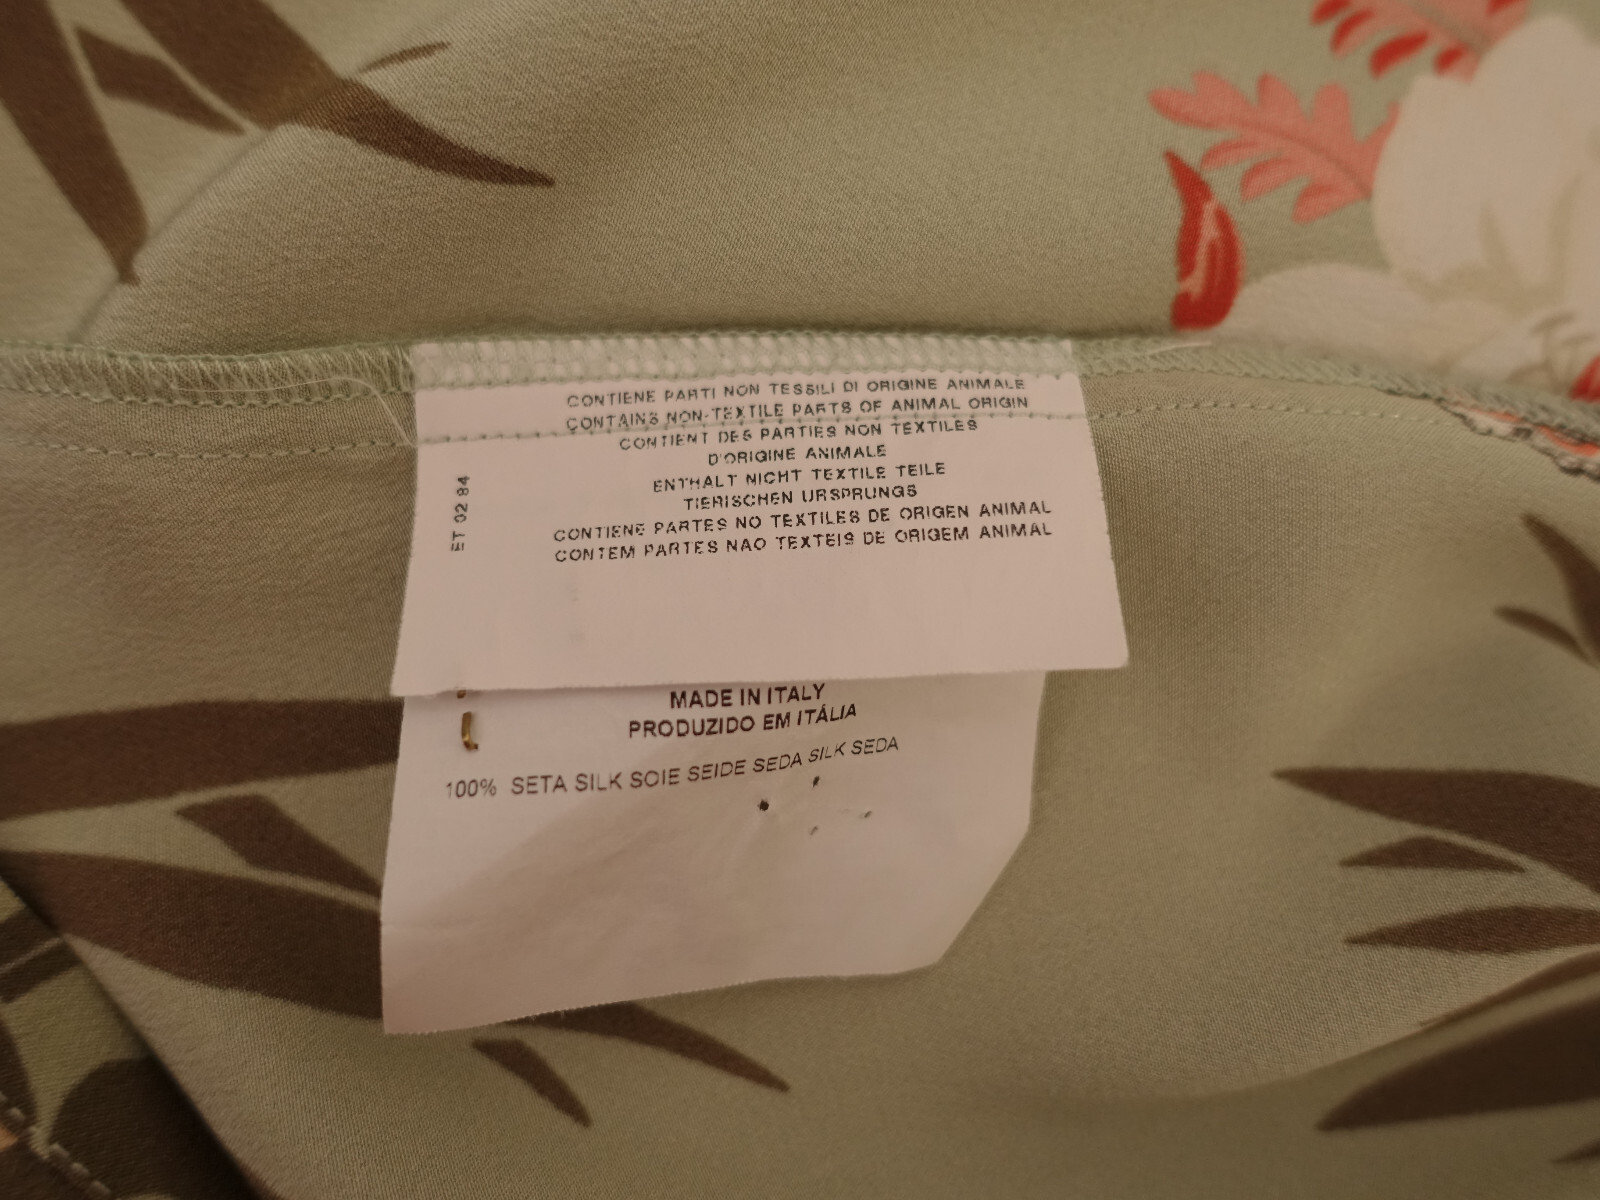 CONTIENE PARTI NON TESSILI DI ORIGINE ANIMALE
CONTAINS NON-TEXTILE PARTS OF ANIMAL ORIGIN
CONTIENT DES PARTIES NON TEXTILES
D'ORIGINE ANIMALE
ENTHALT NICHT TEXTILE TEILE
TIERISCHEN URSPRUNGS
CONTIENE PARTES NO TEXTILES DE ORIGEN ANIMAL
CONTEM PARTES NAO TEXTEIS DE ORIGEM ANIMAL
ET 02 84
MADE IN ITALY
PRODUZIDO EM ITÁLIA
100% SETA SILK SOIE SEIDE SEDA SILK SEDA